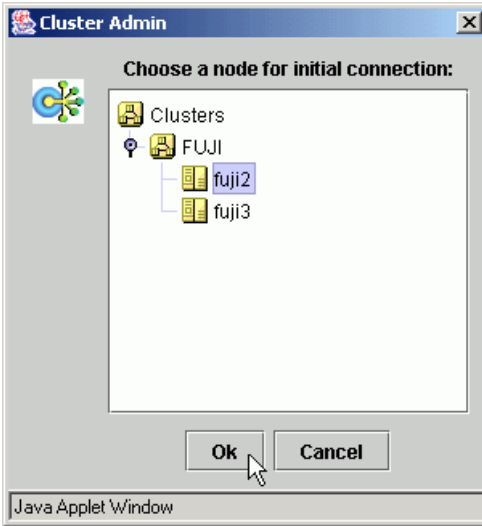 Cluster Admin
Choose a node for initial connection:
Clusters
FUJI
fuji2
fuji3
Ok Cancel
Java Applet Window